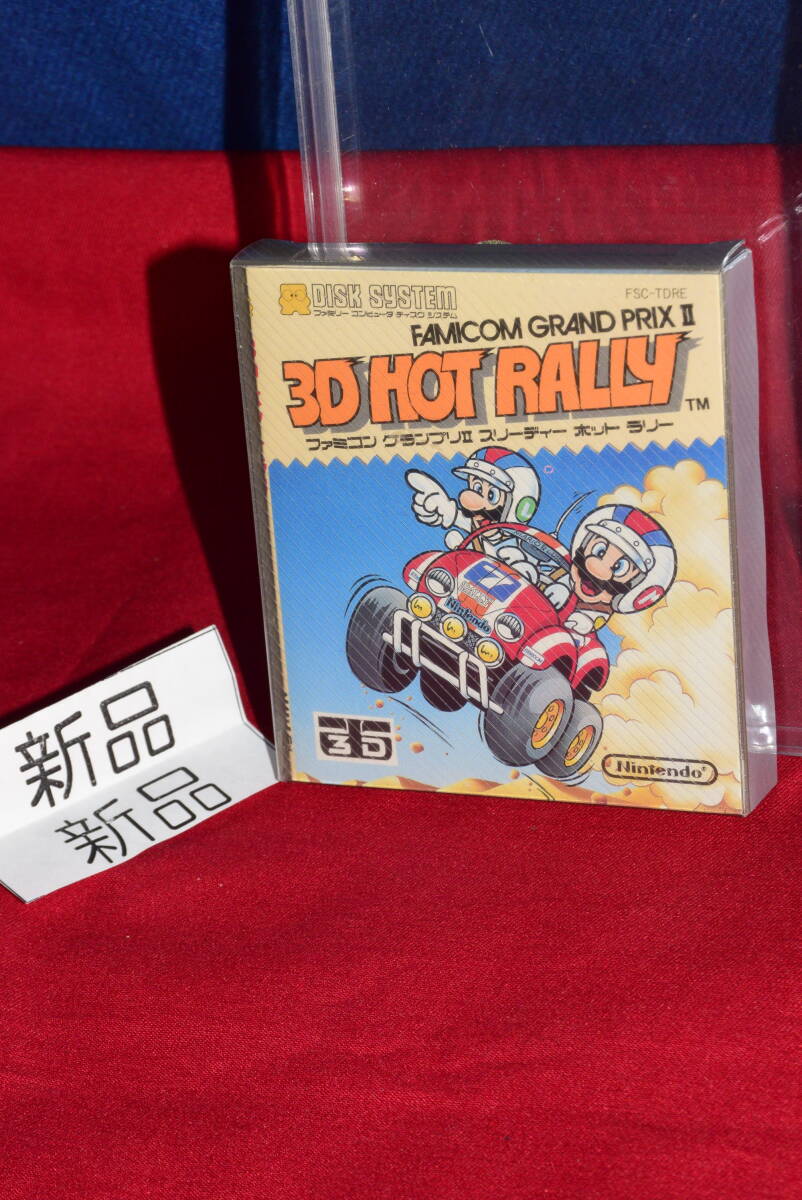 DISK SYSTEM
ファミリー コンピュータ ディスク システム
FSC-TDRE
FAMICOM GRAND PRIX II
3D HOT RALLY TM
ファミコン グランプリII スリーディー ホット ラリー
L
Nintendo
3D
Nintendo®
新品
新品